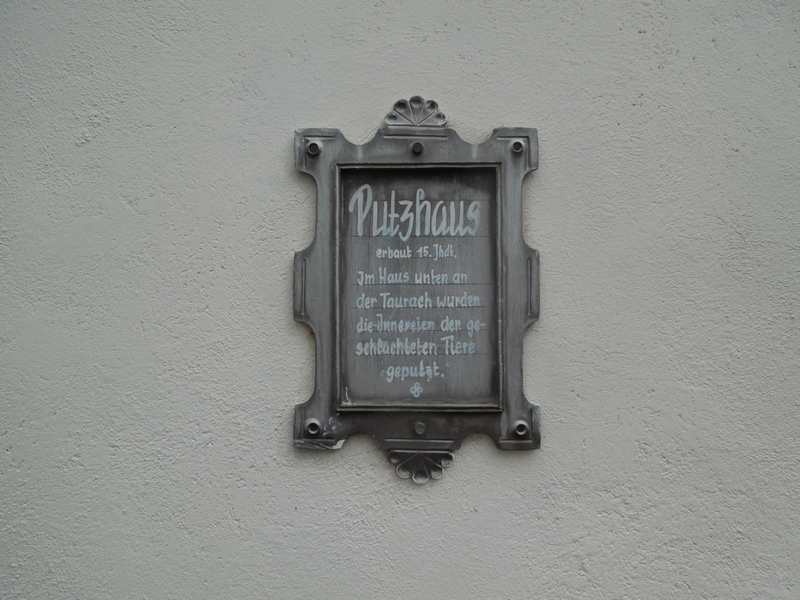 Putzhaus
erbaut 15. Jhdt.
Im Haus unten an
der Taurach wurden
die Innereien den ge-
schlachteten Tiere
geputzt.